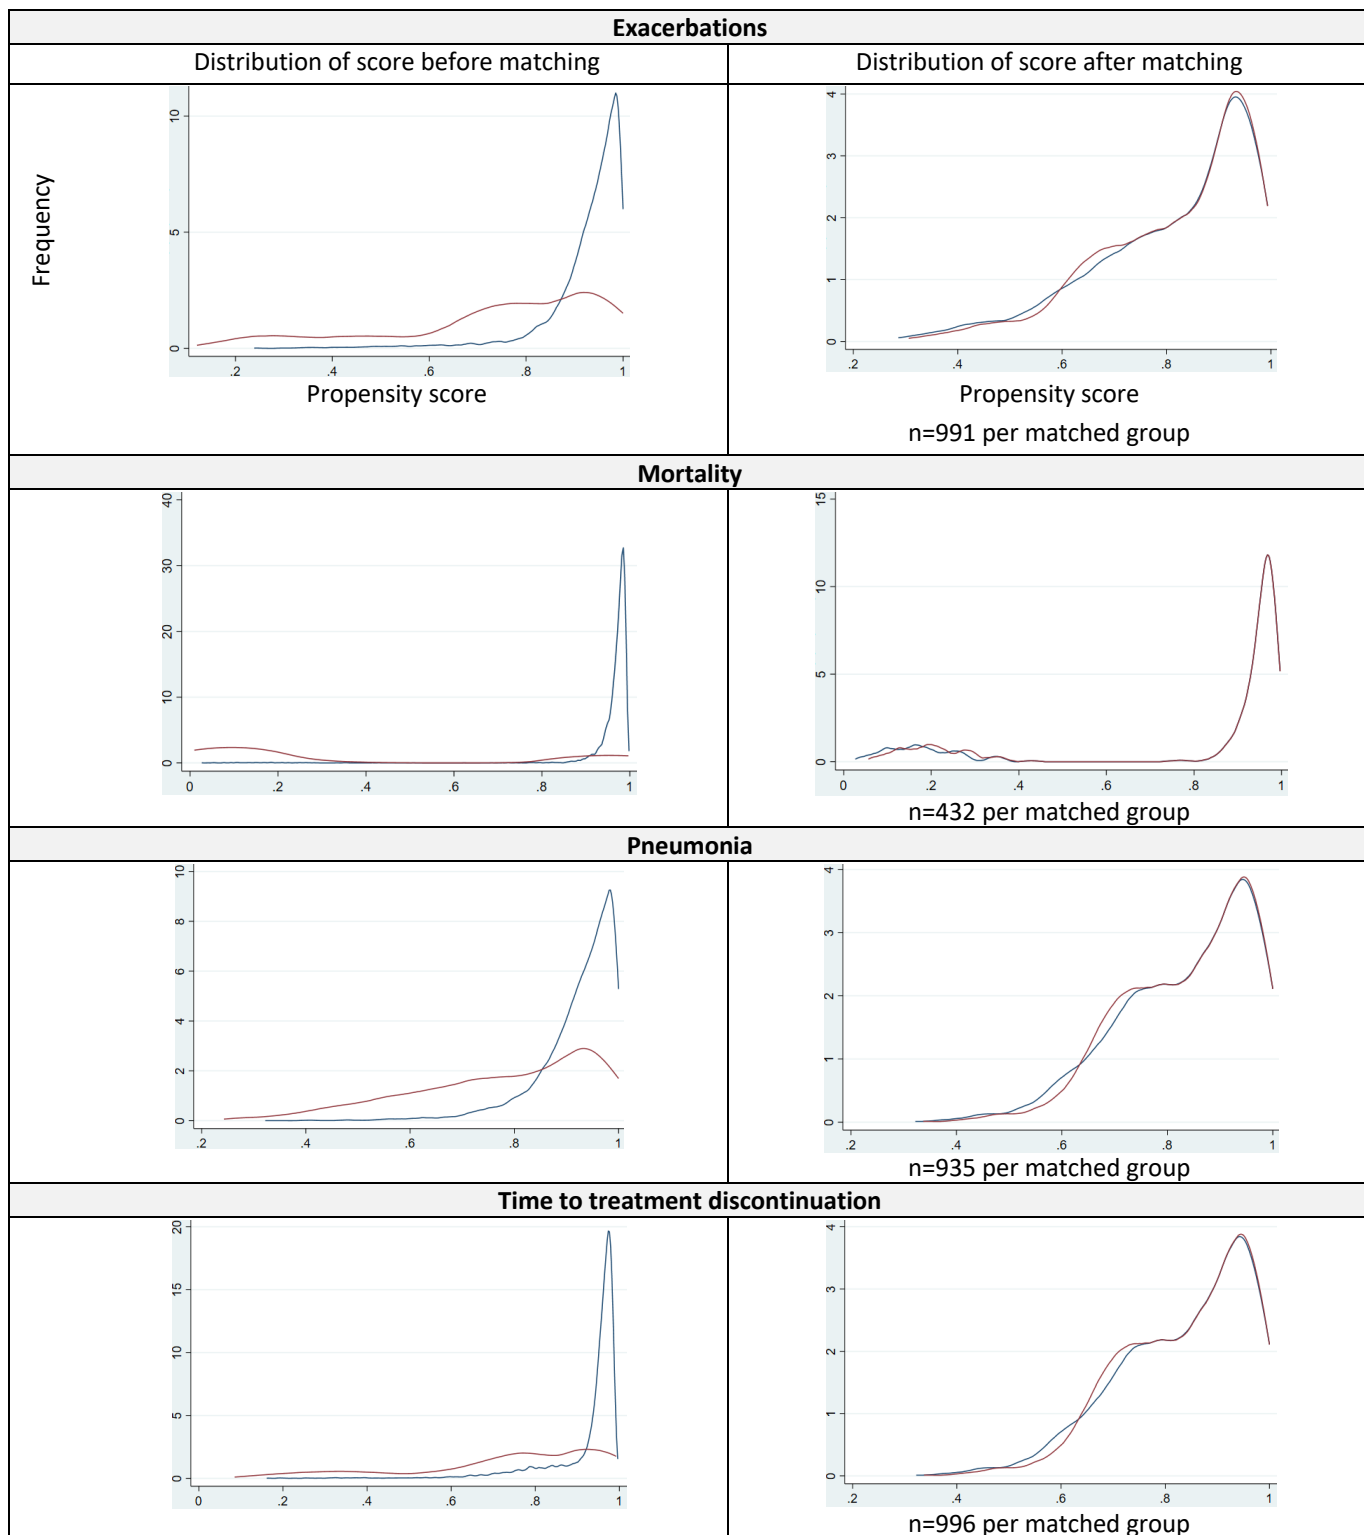 Exacerbations
Distribution of score before matching
Distribution of score after matching
Frequency
0 5 10
.2 .4 .6 .8 1
Propensity score
0 1 2 3 4
.2 .4 .6 .8 1
Propensity score
n=991 per matched group
Mortality
0 10 20 30 40
0 .2 .4 .6 .8 1
0 5 10 15
0 .2 .4 .6 .8 1
n=432 per matched group
Pneumonia
0 2 4 6 8 10
.2 .4 .6 .8 1
0 1 2 3 4
.2 .4 .6 .8 1
n=935 per matched group
Time to treatment discontinuation
0 5 10 15 20
0 .2 .4 .6 .8 1
0 1 2 3 4
.2 .4 .6 .8 1
n=996 per matched group